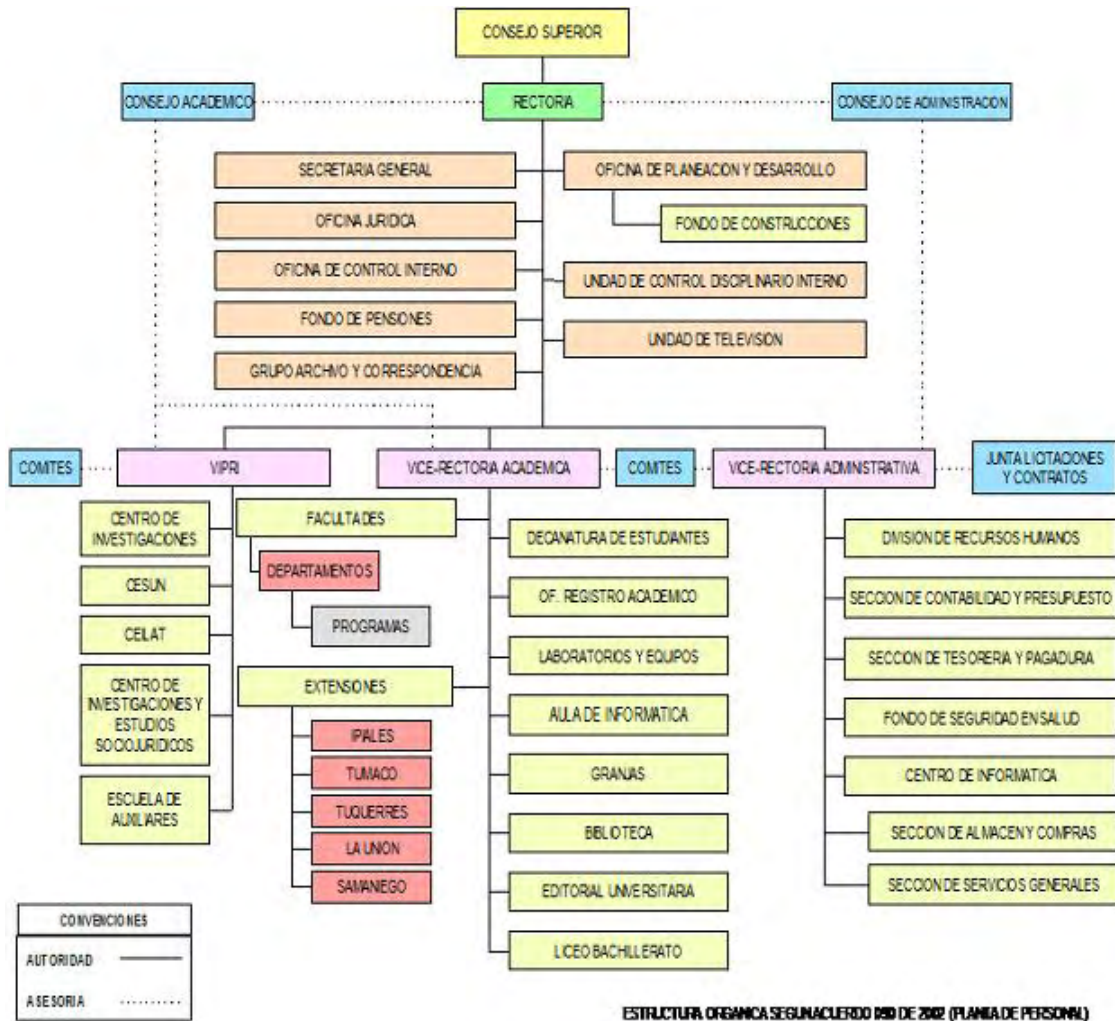 CONSEJO SUPERIOR
CONSEJO ACADEMICO
RECTORIA
CONSEJO DE ADMINISTRACION
SECRETARIA GENERAL
OFICINA DE PLANEACION Y DESARROLLO
FONDO DE CONSTRUCCIONES
OFICINA JURIDICA
OFICINA DE CONTROL INTERNO
UNIDAD DE CONTROL DISCIPLINARIO INTERNO
FONDO DE PENSIONES
UNIDAD DE TELEVISION
GRUPO ARCHIVO Y CORRESPONDENCIA
COMITES
VIPRI
VICE-RECTORIA ACADEMICA
COMITES
VICE-RECTORIA ADMINISTRATIVA
JUNTA LICITACIONES
Y CONTRATOS
CENTRO DE
INVESTIGACIONES
CESUN
CEILAT
CENTRO DE
INVESTIGACIONES Y
ESTUDIOS
SOCIOJURIDICOS
ESCUELA DE
AUXILIARES
FACULTADES
DEPARTAMENTOS
PROGRAMAS
EXTENSIONES
IPIALES
TUMACO
TUQUERRES
LA UNION
SAMANIEGO
DECANATURA DE ESTUDIANTES
OF. REGISTRO ACADEMICO
LABORATORIOS Y EQUIPOS
AULA DE INFORMATICA
GRANJAS
BIBLIOTECA
EDITORIAL UNIVERSITARIA
LICEO BACHILLERATO
DIVISION DE RECURSOS HUMANOS
SECCION DE CONTABILIDAD Y PRESUPUESTO
SECCION DE TESORERIA Y PAGADURIA
FONDO DE SEGURIDAD EN SALUD
CENTRO DE INFORMATICA
SECCION DE ALMACEN Y COMPRAS
SECCION DE SERVICIOS GENERALES
CONVENCIONES
AUTORIDAD
ASESORIA
ESTRUCTURA ORGANICA SEGUN ACUERDO DE 2002 (PLANTA DE PERSONAL)